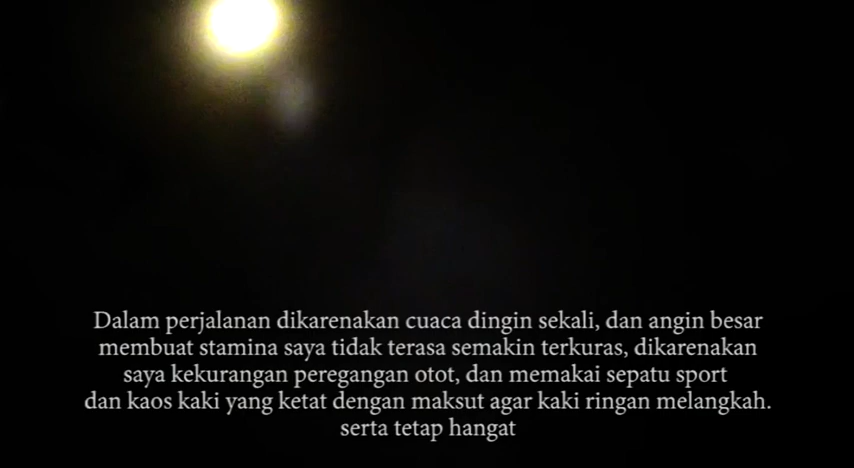 Dalam perjalanan dikarenakan cuaca dingin sekali, dan angin besar
membuat stamina saya tidak terasa semakin terkuras, dikarenakan
saya kekurangan peregangan otot, dan memakai sepatu sport
dan kaos kaki yang ketat dengan maksut agar kaki ringan melangkah.
serta tetap hangat